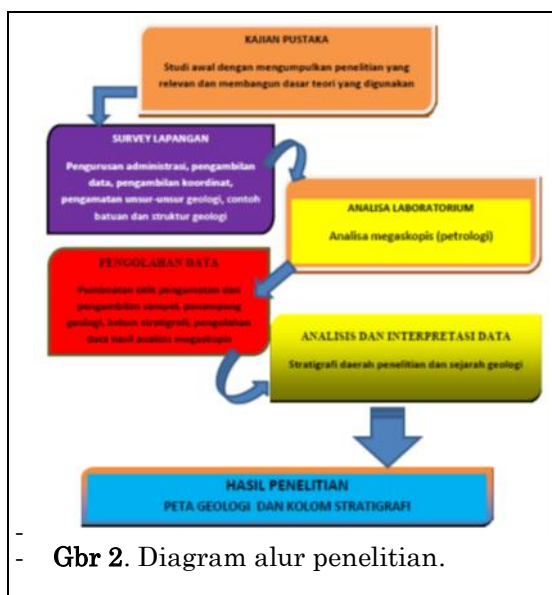 KAJIAN PUSTAKA
Studi awal dengan mengumpulkan penelitian yang
relevan dan membangun dasar teori yang digunakan
SURVEY LAPANGAN
Pengurusan administrasi, pengambilan
data, pengambilan koordinat,
pengamatan unsur-unsur geologi, contoh
batuan dan struktur geologi
ANALISA LABORATORIUM
Analisa megaskopis (petrologi)
PENGOLAHAN DATA
Pembuatan titik pengamatan dan
pengambilan sampel, penampang
geologi, kolom stratigrafi, pengolahan
data hasil analisis megaskopis
ANALISIS DAN INTERPRETASI DATA
Stratigrafi daerah penelitian dan sejarah geologi
HASIL PENELITIAN
PETA GEOLOGI DAN KOLOM STRATIGRAFI
-
- Gbr 2. Diagram alur penelitian.